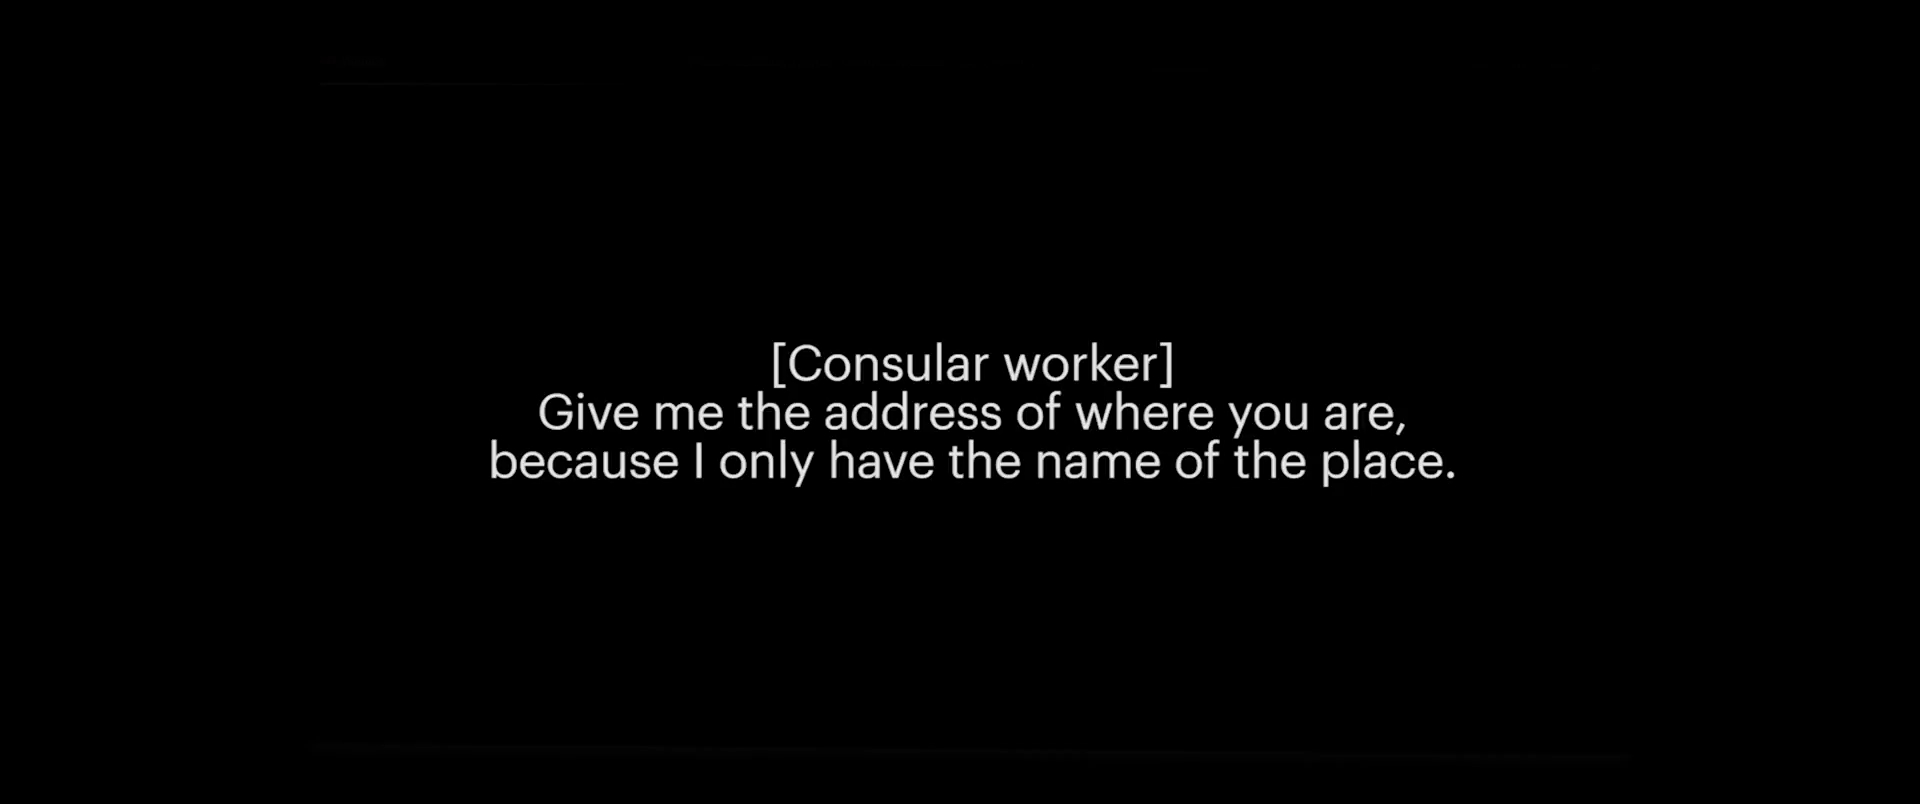 [Consular worker]
Give me the address of where you are,
because I only have the name of the place.